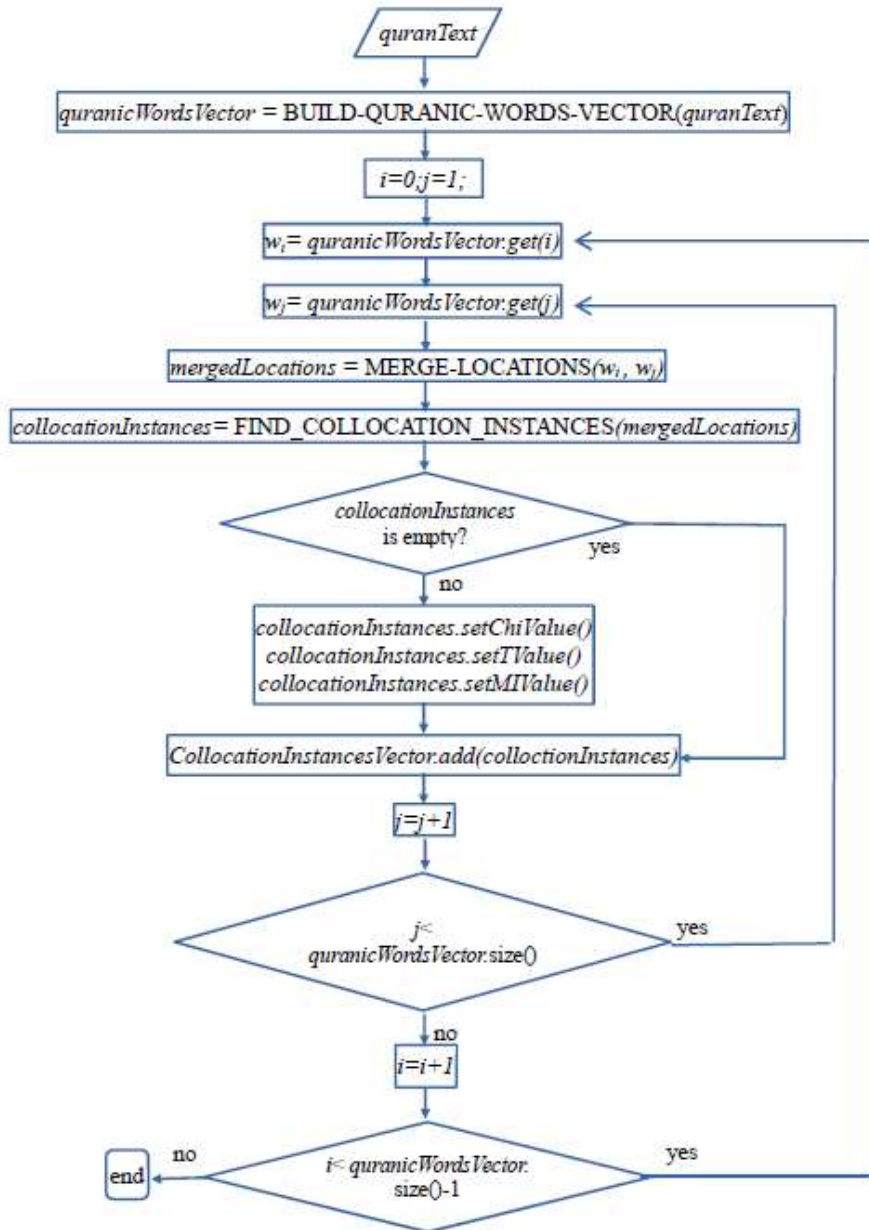 quranText
quranicWordsVector = BUILD-QURANIC-WORDS-VECTOR(quranText)
i=0;j=1;
wi= quranicWordsVector.get(i)
wj= quranicWordsVector.get(j)
mergedLocations = MERGE-LOCATIONS(wi , wj)
collocationInstances= FIND_COLLOCATION_INSTANCES(mergedLocations)
collocationInstances
is empty?
yes
no
collocationInstances.setChiValue()
collocationInstances.setTValue()
collocationInstances.setMIValue()
CollocationInstancesVector.add(colloctionInstances)
j=j+1
j<
quranicWordsVector.size()
yes
no
i=i+1
i< quranicWordsVector.
size()-1
yes
no
end